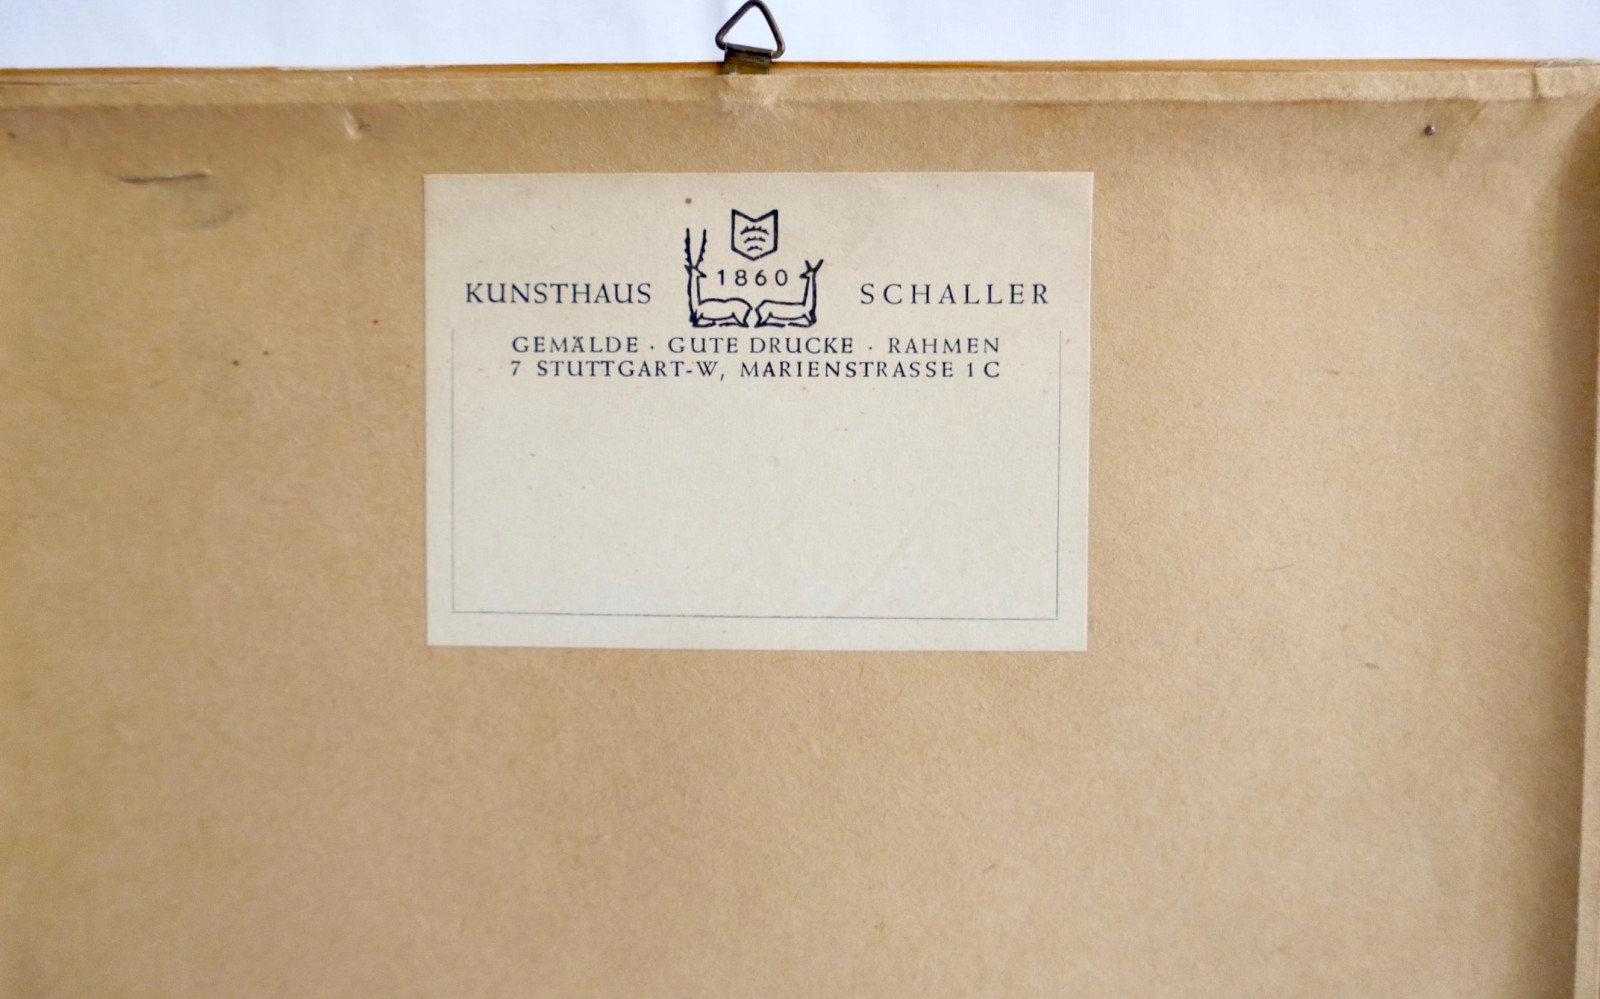 1860
KUNSTHAUS SCHALLER
GEMÄLDE · GUTE DRUCKE · RAHMEN
7 STUTTGART-W, MARIENSTRASSE 1 C